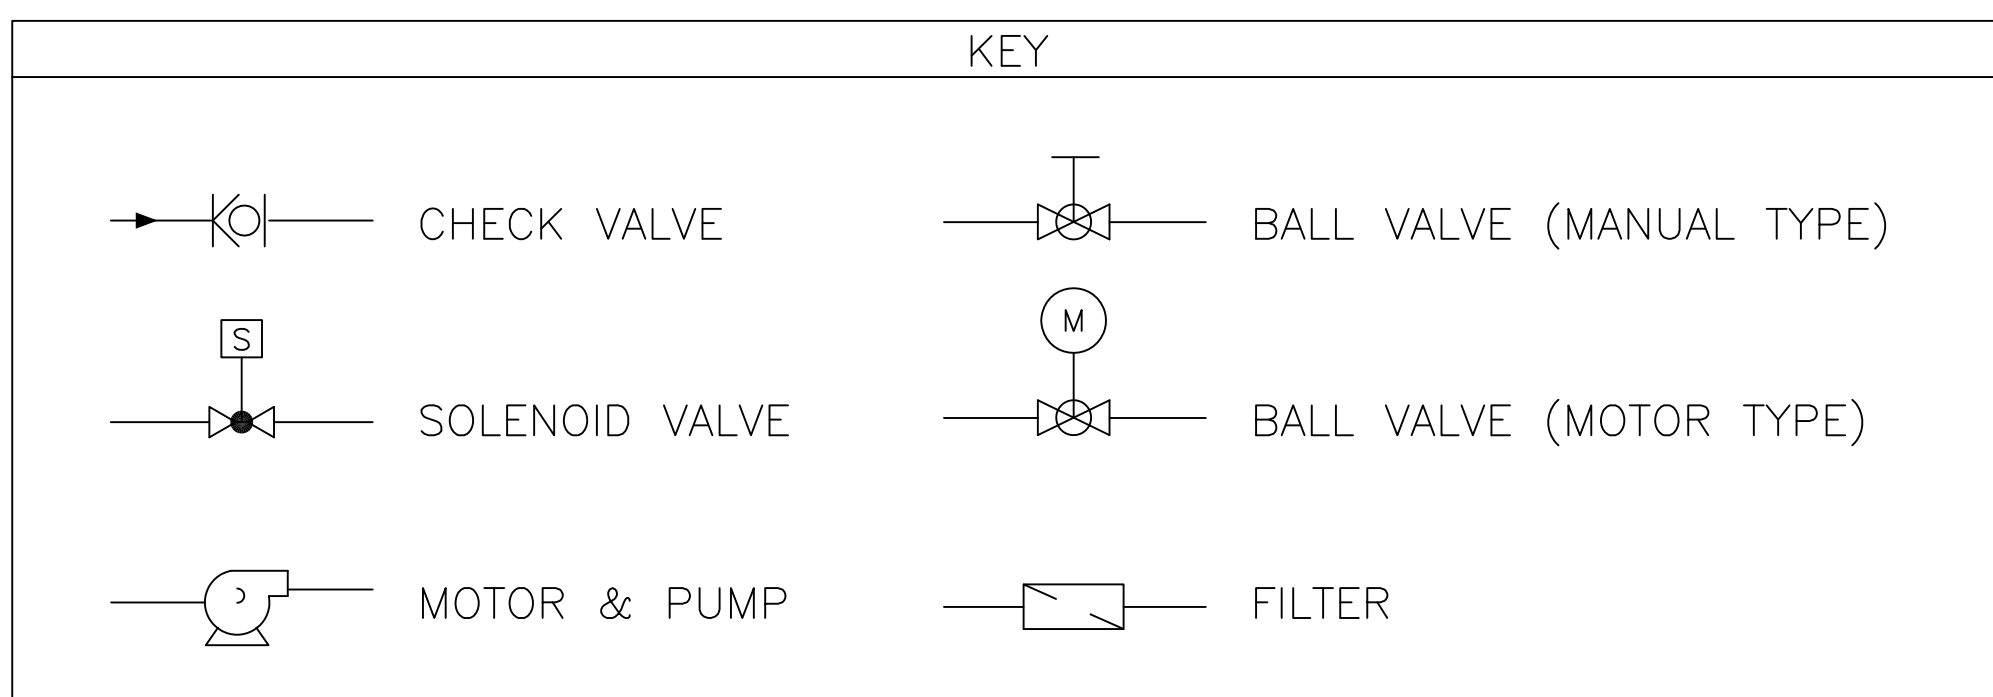 KEY
CHECK VALVE
BALL VALVE (MANUAL TYPE)
S
SOLENOID VALVE
M
BALL VALVE (MOTOR TYPE)
MOTOR & PUMP
FILTER